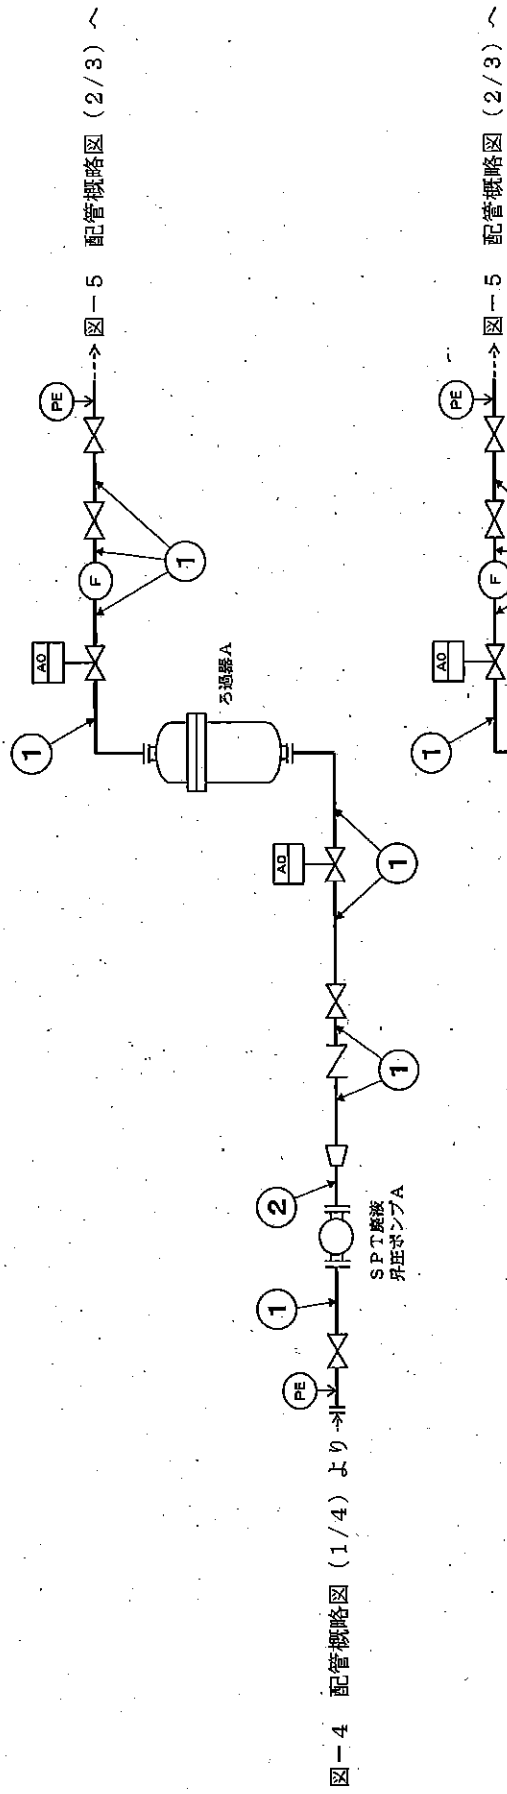 図-4 配管概略図 (1/4) より
PE
1
SPT廃液
昇圧ポンプA
2
1
AO
1
ろ過器A
1
AO
F
1
PE
図-5 配管概略図 (2/3) へ
1
AO
F
PE
図-5 配管概略図 (2/3) へ